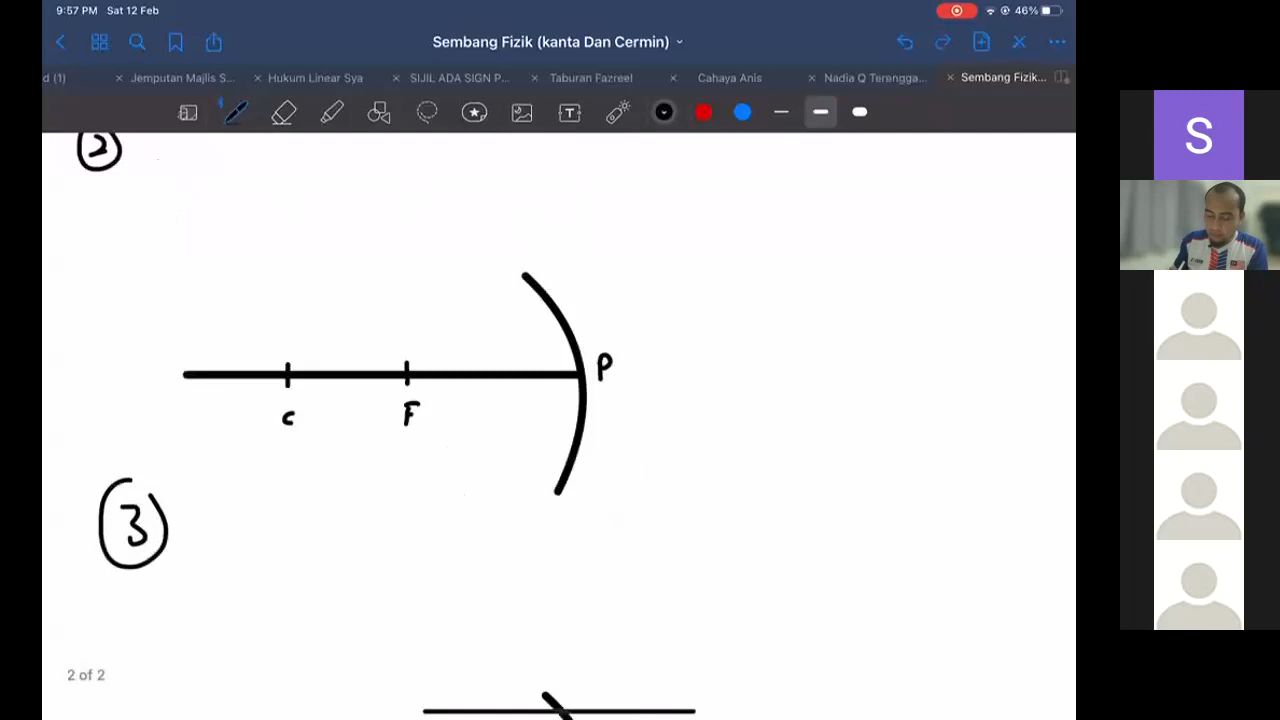 9:57 PM Sat 12 Feb
46%
Sembang Fizik (kanta Dan Cermin)
d (1)
Jemputan Majlis S...
Hukum Linear Sya
SIJIL ADA SIGN P...
Taburan Fazreel
Cahaya Anis
Nadia Q Terengga...
Sembang Fizik...
T
2
S
P
C
F
3
2 of 2